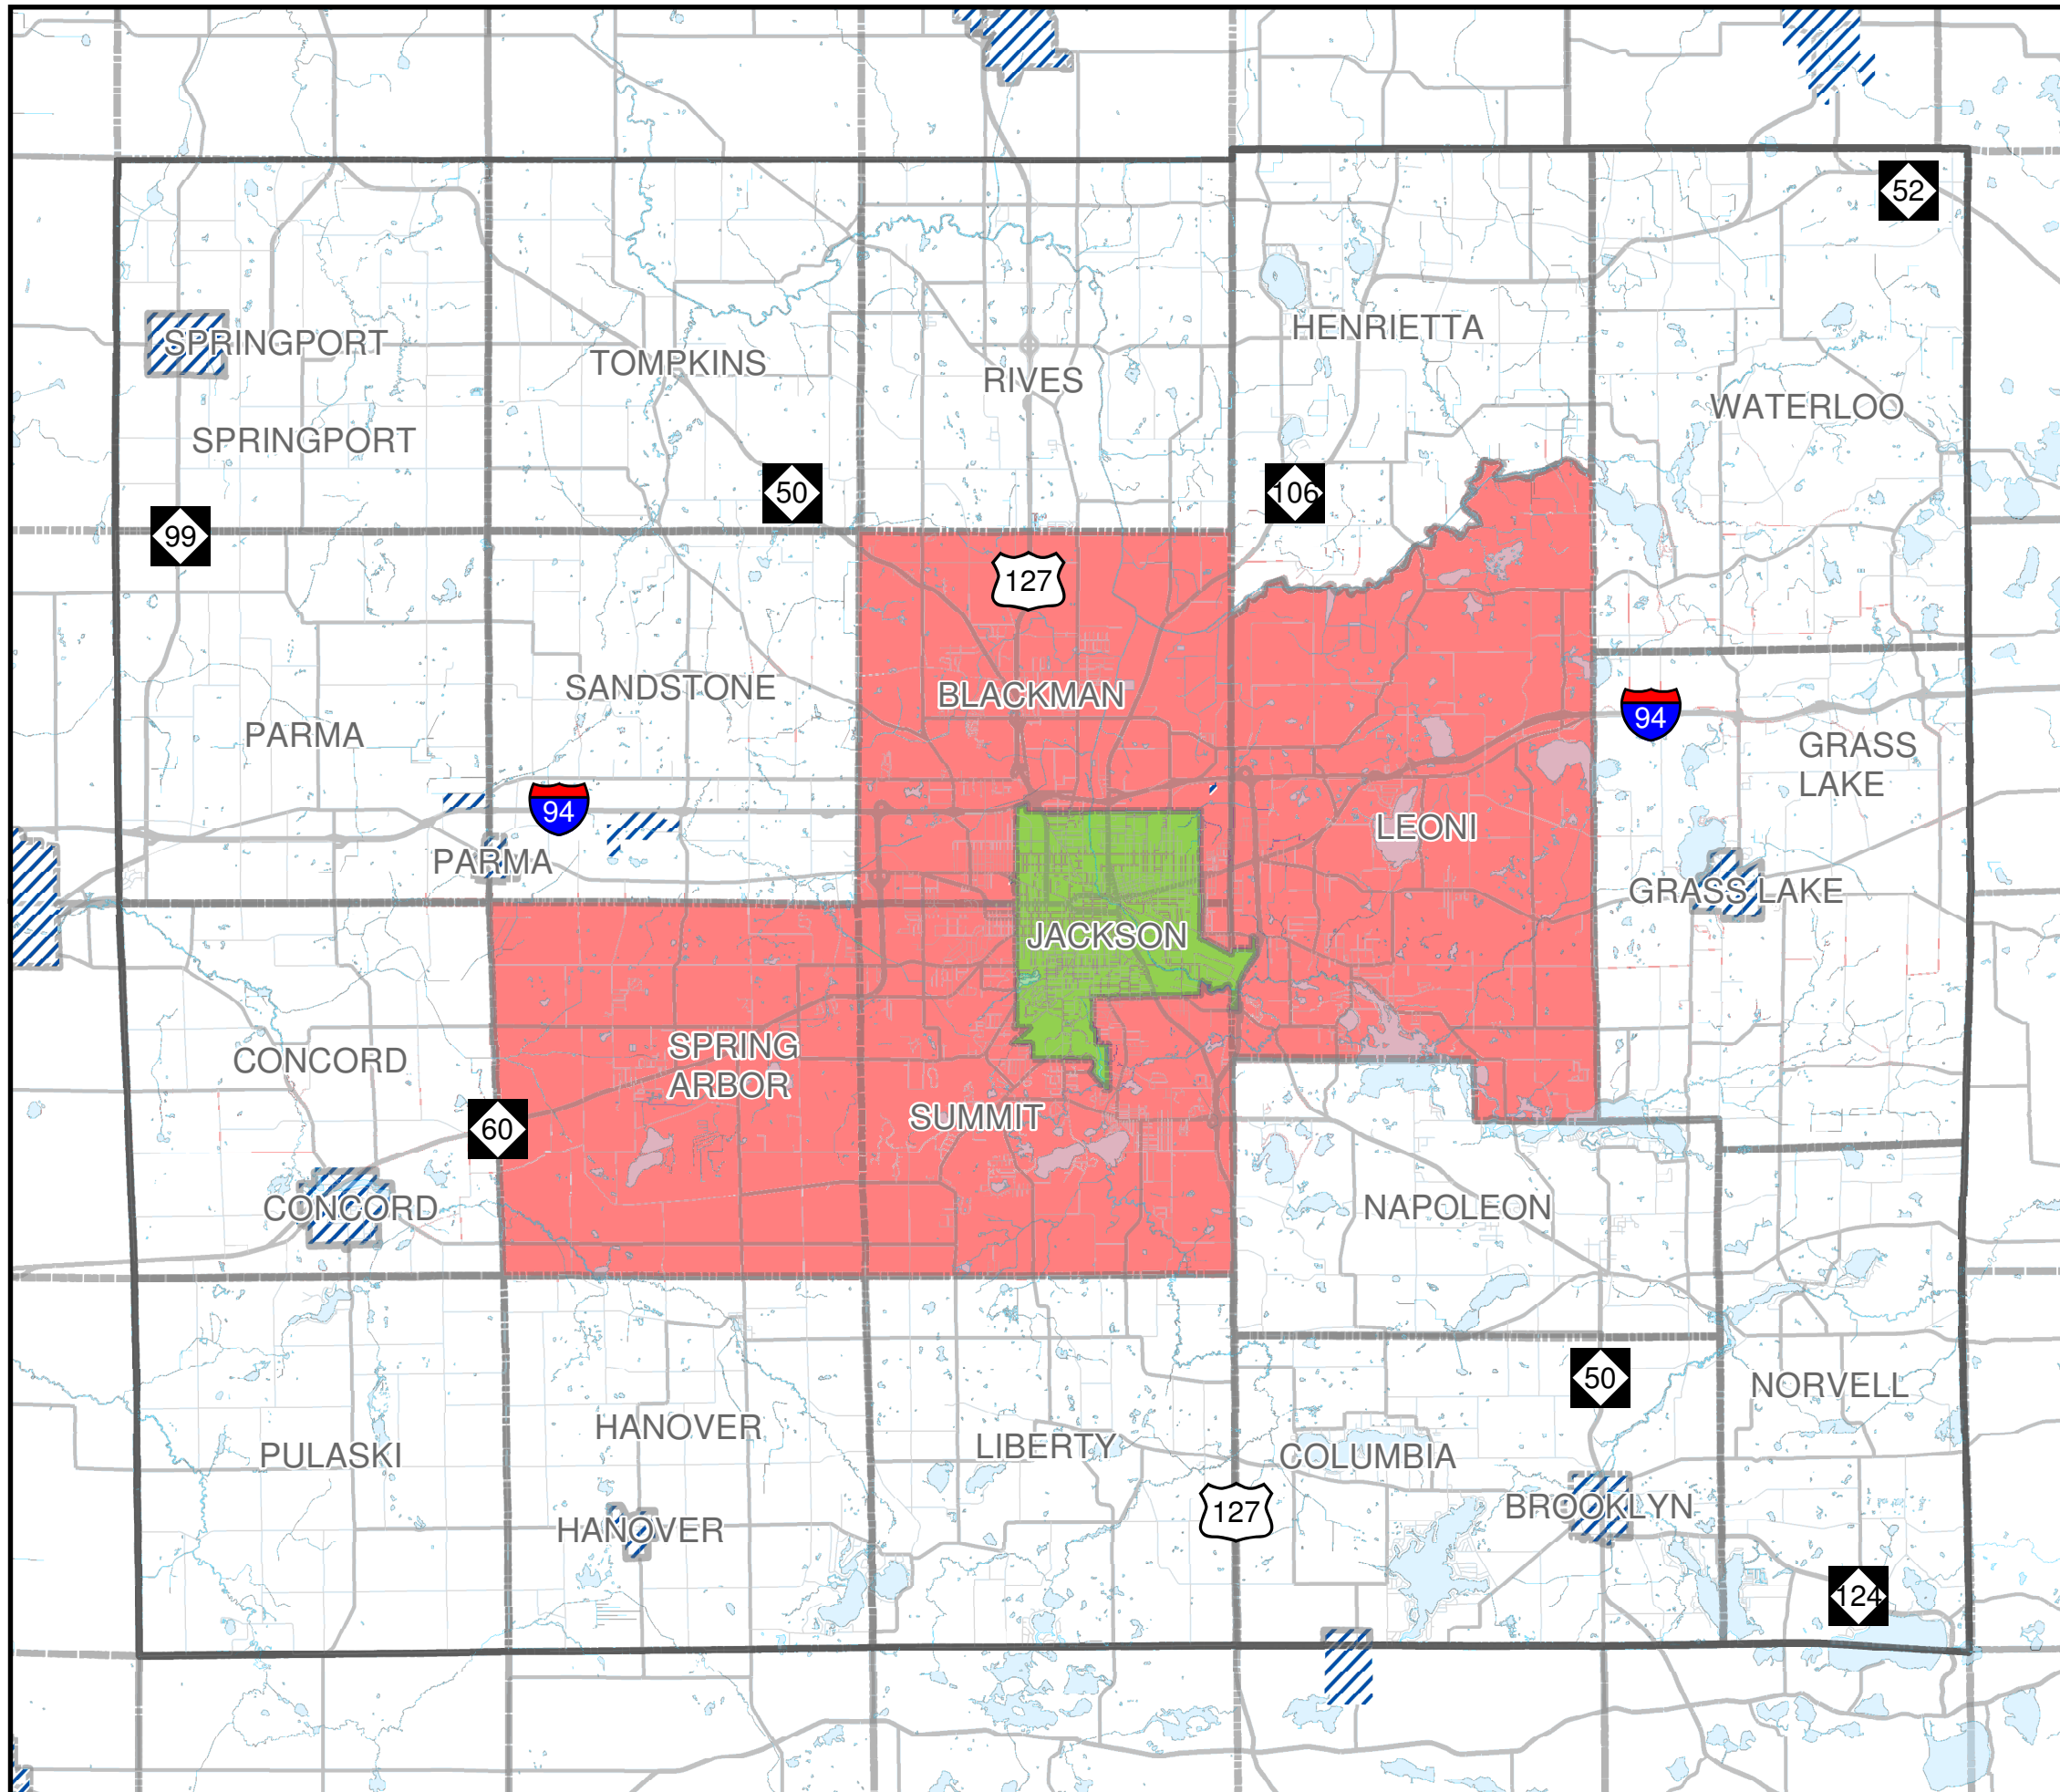 52
HENRIETTA
SPRINGPORT
TOMPKINS
RIVES
WATERLOO
SPRINGPORT
50
106
99
127
SANDSTONE
BLACKMAN
94
PARMA
GRASS
LAKE
94
LEONI
PARMA
GRASS LAKE
JACKSON
SPRING
ARBOR
CONCORD
SUMMIT
60
CONCORD
NAPOLEON
50
NORVELL
HANOVER
LIBERTY
PULASKI
COLUMBIA
127
BROOKLYN
HANOVER
124